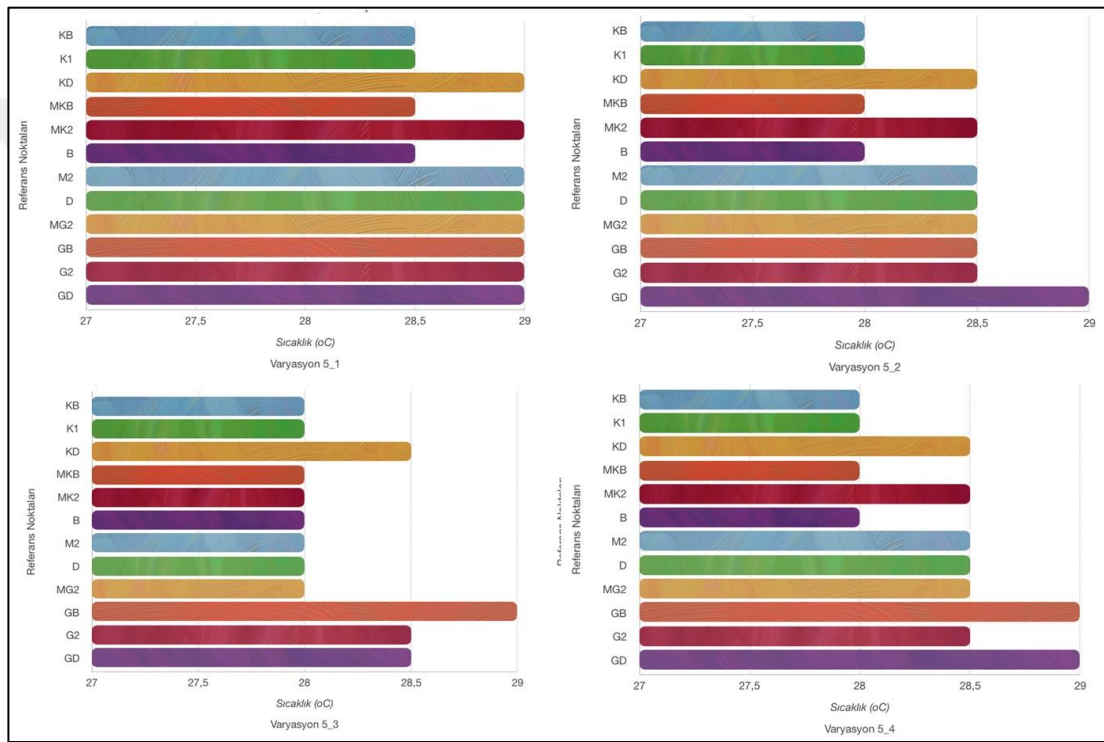 Referans Noktaları
KB
K1
KD
MKB
MK2
B
M2
D
MG2
GB
G2
GD
27 27,5 28 28,5 29
Sıcaklık (oC)
Varyasyon 5_1
Referans Noktaları
KB
K1
KD
MKB
MK2
B
M2
D
MG2
GB
G2
GD
27 27,5 28 28,5 29
Sıcaklık (oC)
Varyasyon 5_2
Referans Noktaları
KB
K1
KD
MKB
MK2
B
M2
D
MG2
GB
G2
GD
27 27,5 28 28,5 29
Sıcaklık (oC)
Varyasyon 5_3
Referans Noktaları
KB
K1
KD
MKB
MK2
B
M2
D
MG2
GB
G2
GD
27 27,5 28 28,5 29
Sıcaklık (oC)
Varyasyon 5_4